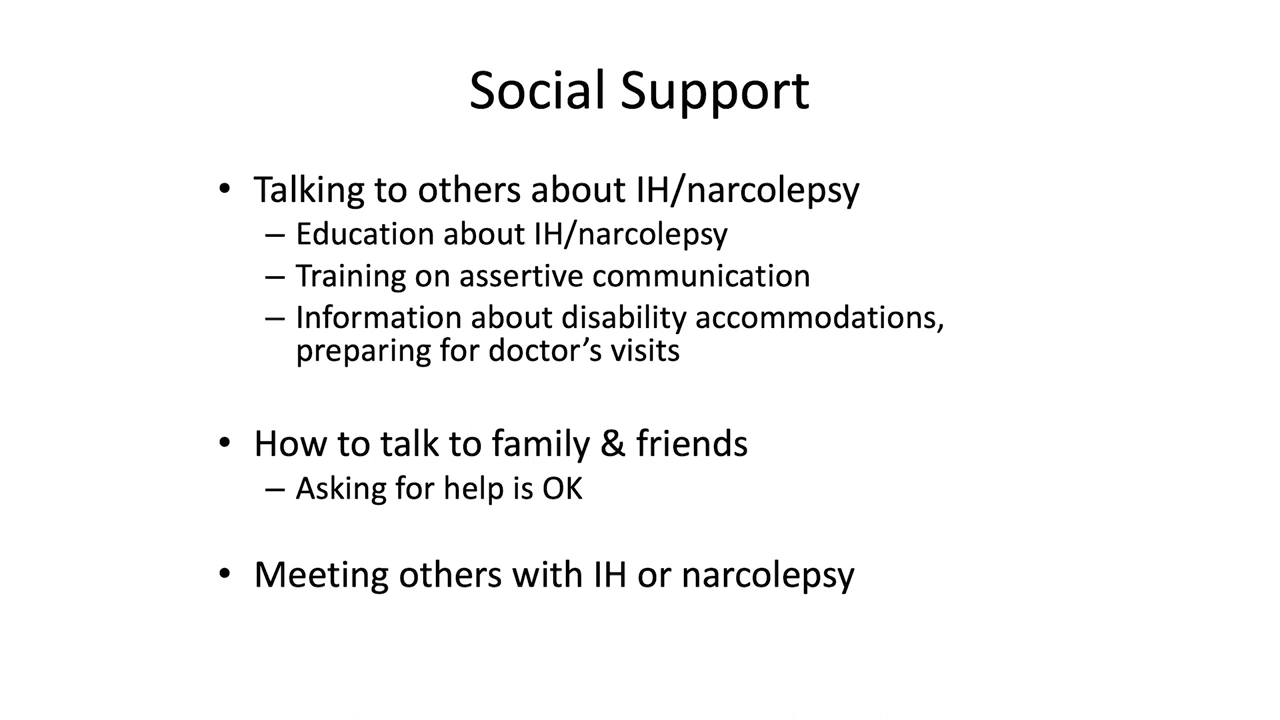 Social Support
• Talking to others about IH/narcolepsy
– Education about IH/narcolepsy
– Training on assertive communication
– Information about disability accommodations,
preparing for doctor’s visits
• How to talk to family & friends
– Asking for help is OK
• Meeting others with IH or narcolepsy